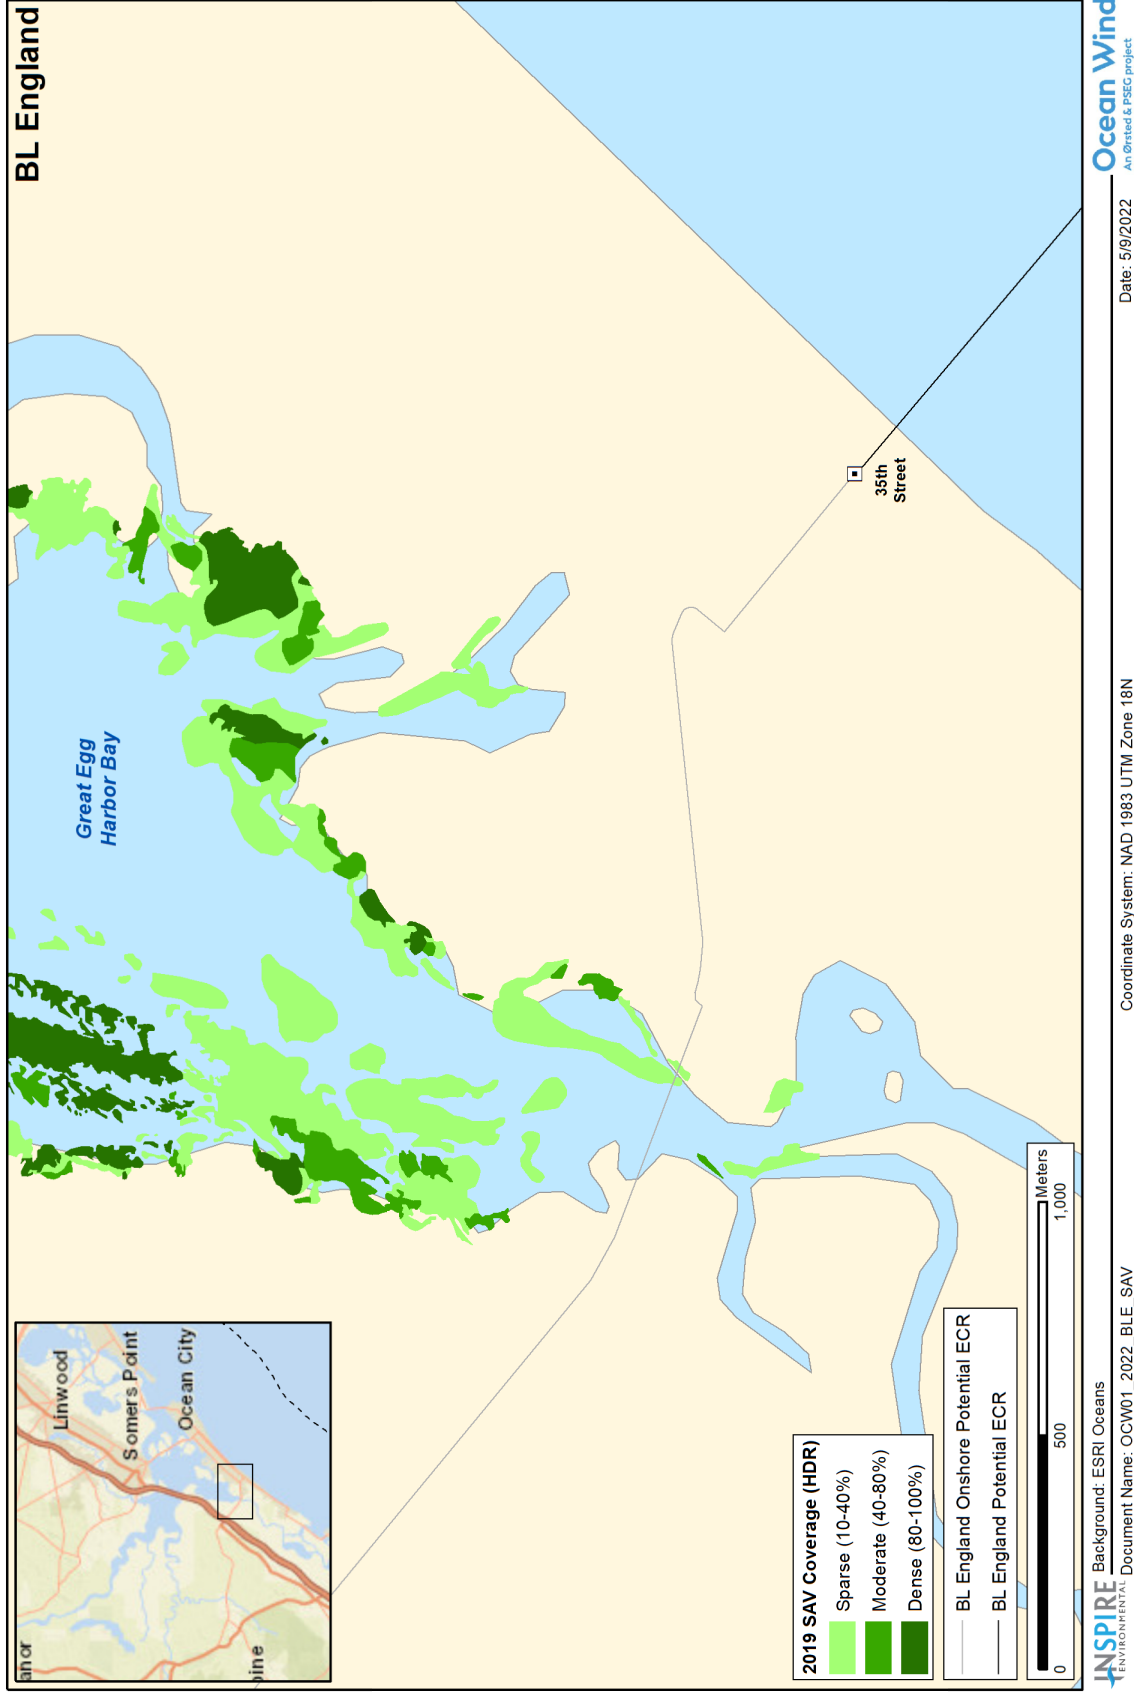 BL England
Linwood
Somers Point
Ocean City
anor
pine
Great Egg
Harbor Bay
35th
Street
2019 SAV Coverage (HDR)
Sparse (10-40%)
Moderate (40-80%)
Dense (80-100%)
BL England Onshore Potential ECR
BL England Potential ECR
0
500
1,000
Meters
INSPIRE
ENVIRONMENTAL
Background: ESRI Oceans
Document Name: OCW01_2022_BLE_SAV
Coordinate System: NAD 1983 UTM Zone 18N
Date: 5/9/2022
Ocean Wind
An Ørsted & PSEG project